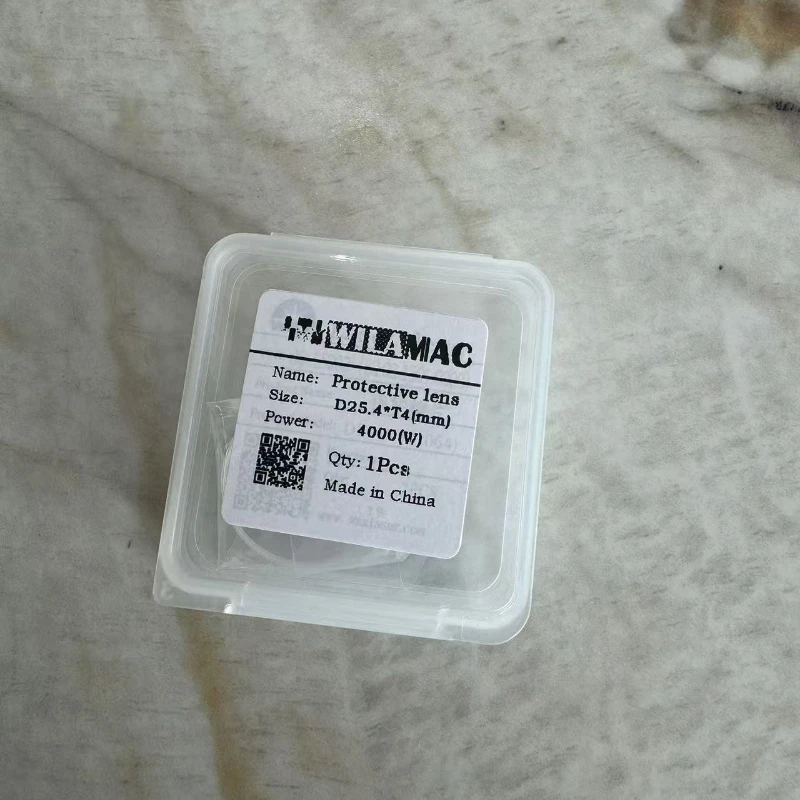 WILAMAC
Name: Protective lens
Size: D25.4*T4(mm)
Power: 4000(W)
Qty: 1Pcs
Made in China